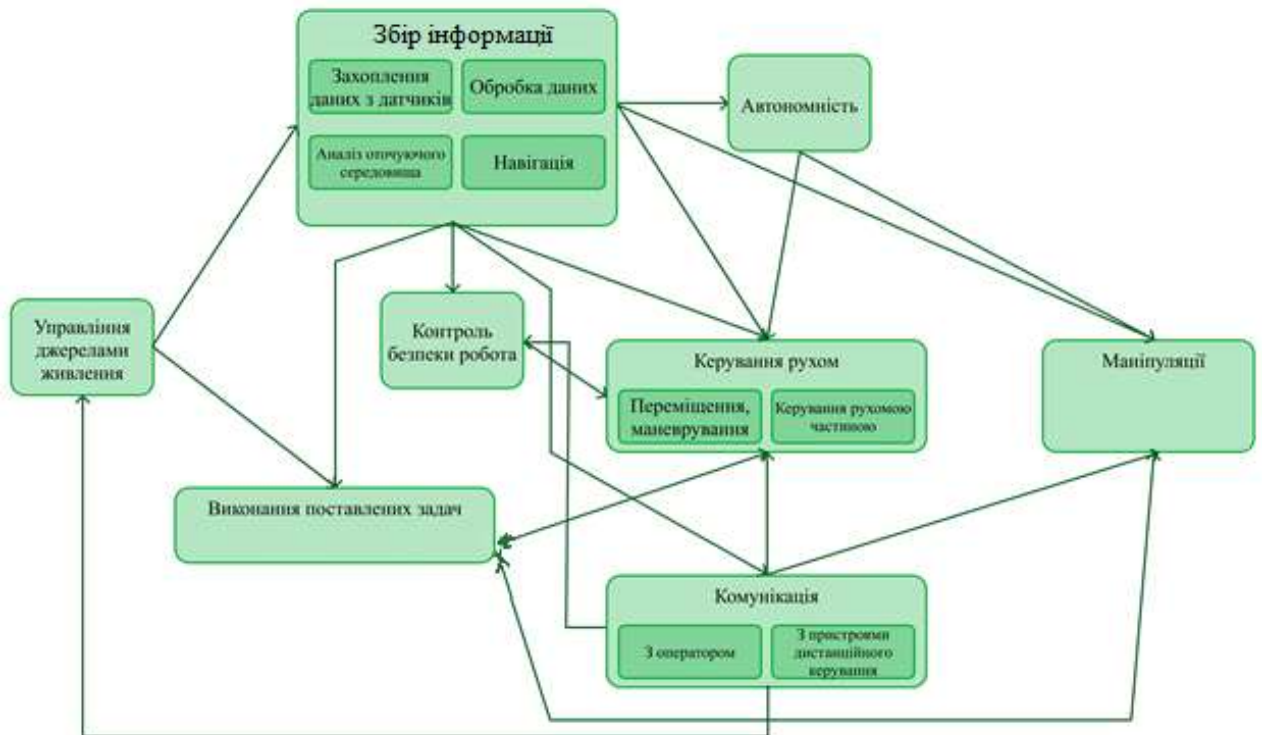 Збір інформації
Захоплення
даних з датчиків
Обробка даних
Аналіз оточуючого
середовища
Навігація
Автономність
Управління
джерелами
живлення
Контроль
безпеки робота
Керування рухом
Переміщення,
маневрування
Керування рухомою
частиною
Маніпуляції
Виконання поставлених задач
Комунікація
З оператором
З пристроями
дистанційного
керування